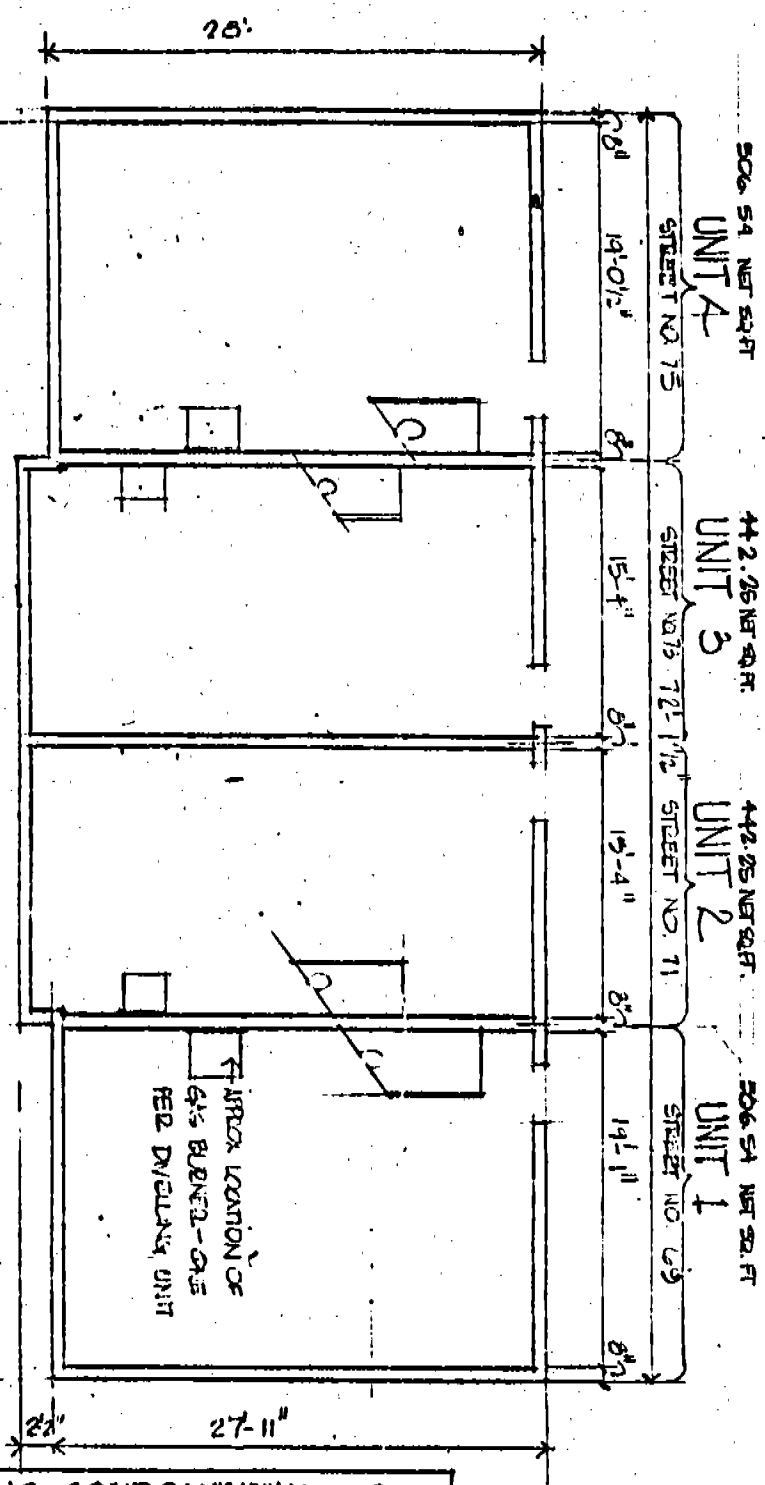 28'
506.54 NET SQ.FT
UNIT 4
STREET NO. 75
8"
19'-0½"
8"
442.25 NET SQ.FT.
UNIT 3
STREET NO. 73
72'-1½"
15'-4"
8"
442.25 NET SQ.FT.
UNIT 2
STREET NO. 71
15'-4"
8"
506.54 NET SQ.FT
UNIT 1
STREET NO. 69
19'-1"
8"
APPROX LOCATION OF
GAS BURNER - ONE
PER DWELLING UNIT
2'2"
27'-11"